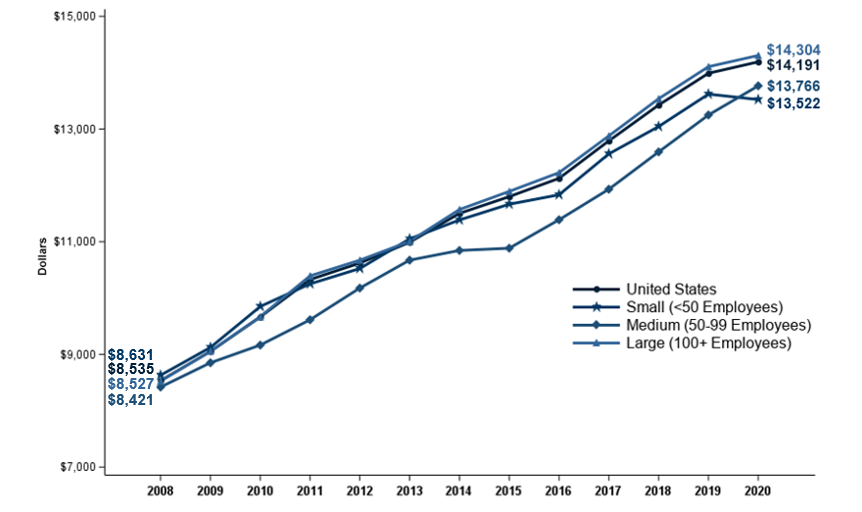 $15,000
$14,304
$14,191
$13,766
$13,522
$13,000
$11,000
Dollars
United States
Small (<50 Employees)
Medium (50-99 Employees)
Large (100+ Employees)
$9,000
$8,631
$8,535
$8,527
$8,421
$7,000
2008 2009 2010 2011 2012 2013 2014 2015 2016 2017 2018 2019 2020